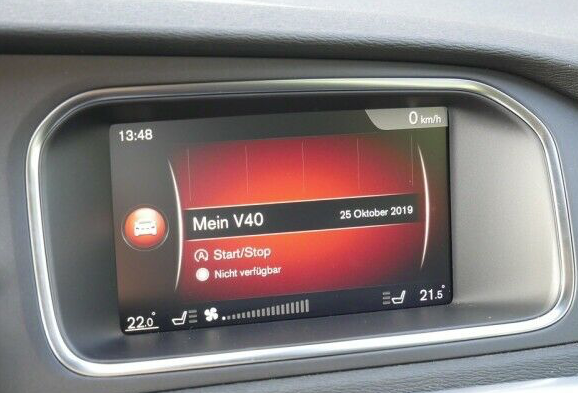 13:48
0 km/h
Mein V40
25 Oktober 2019
Start/Stop
Nicht verfügbar
22.0°
21.5°